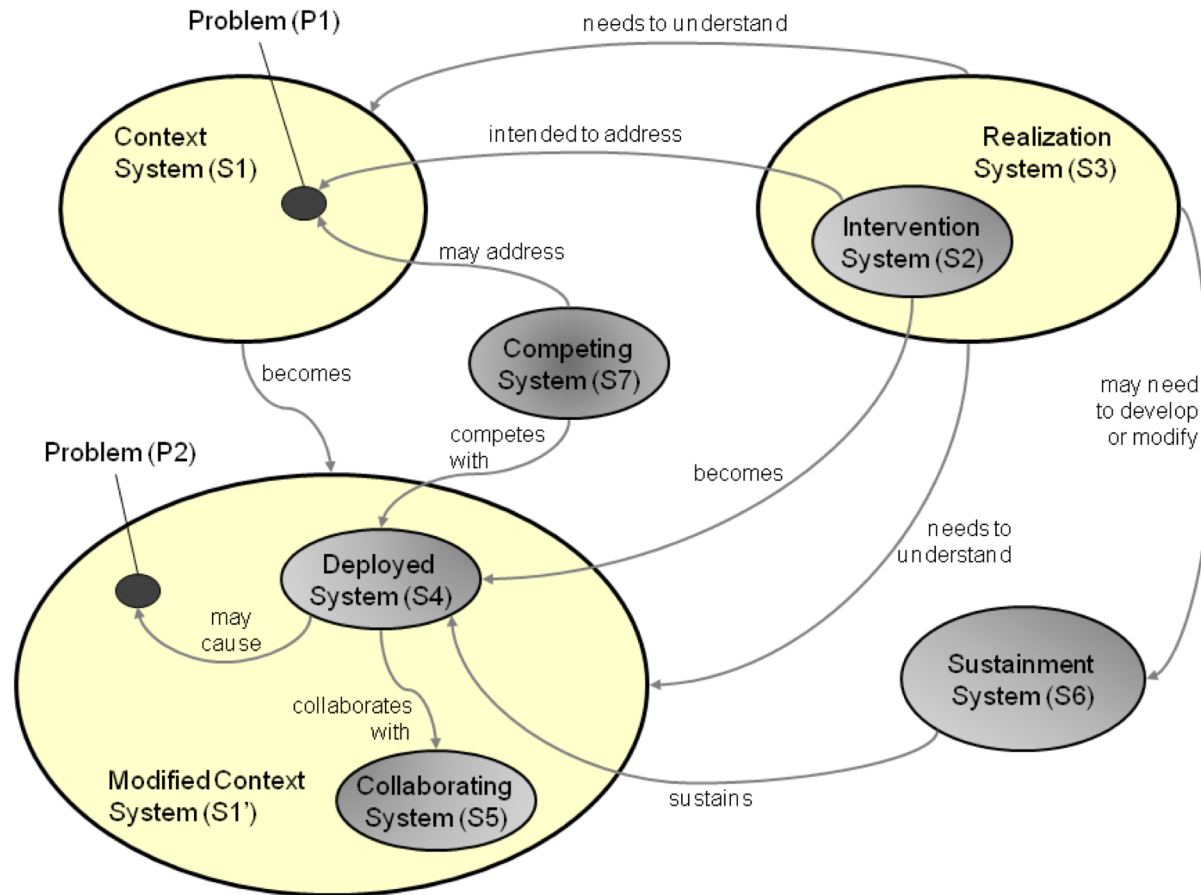 Problem (P1)
needs to understand
Context
System (S1)
intended to address
Realization
System (S3)
Intervention
System (S2)
may address
Competing
System (S7)
becomes
may need
to develop
or modify
Problem (P2)
competes
with
becomes
needs to
understand
Deployed
System (S4)
may
cause
Sustainment
System (S6)
collaborates
with
Modified Context
System (S1’)
Collaborating
System (S5)
sustains